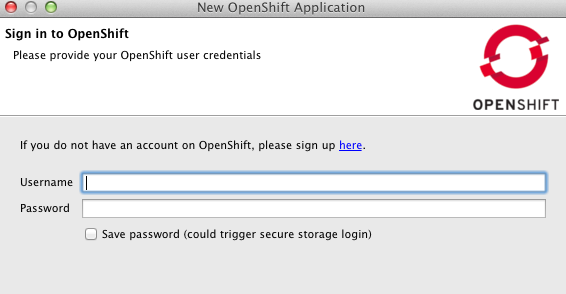 New OpenShift Application
Sign in to OpenShift
Please provide your OpenShift user credentials
OPENSHIFT
If you do not have an account on OpenShift, please sign up here.
Username
Password
Save password (could trigger secure storage login)